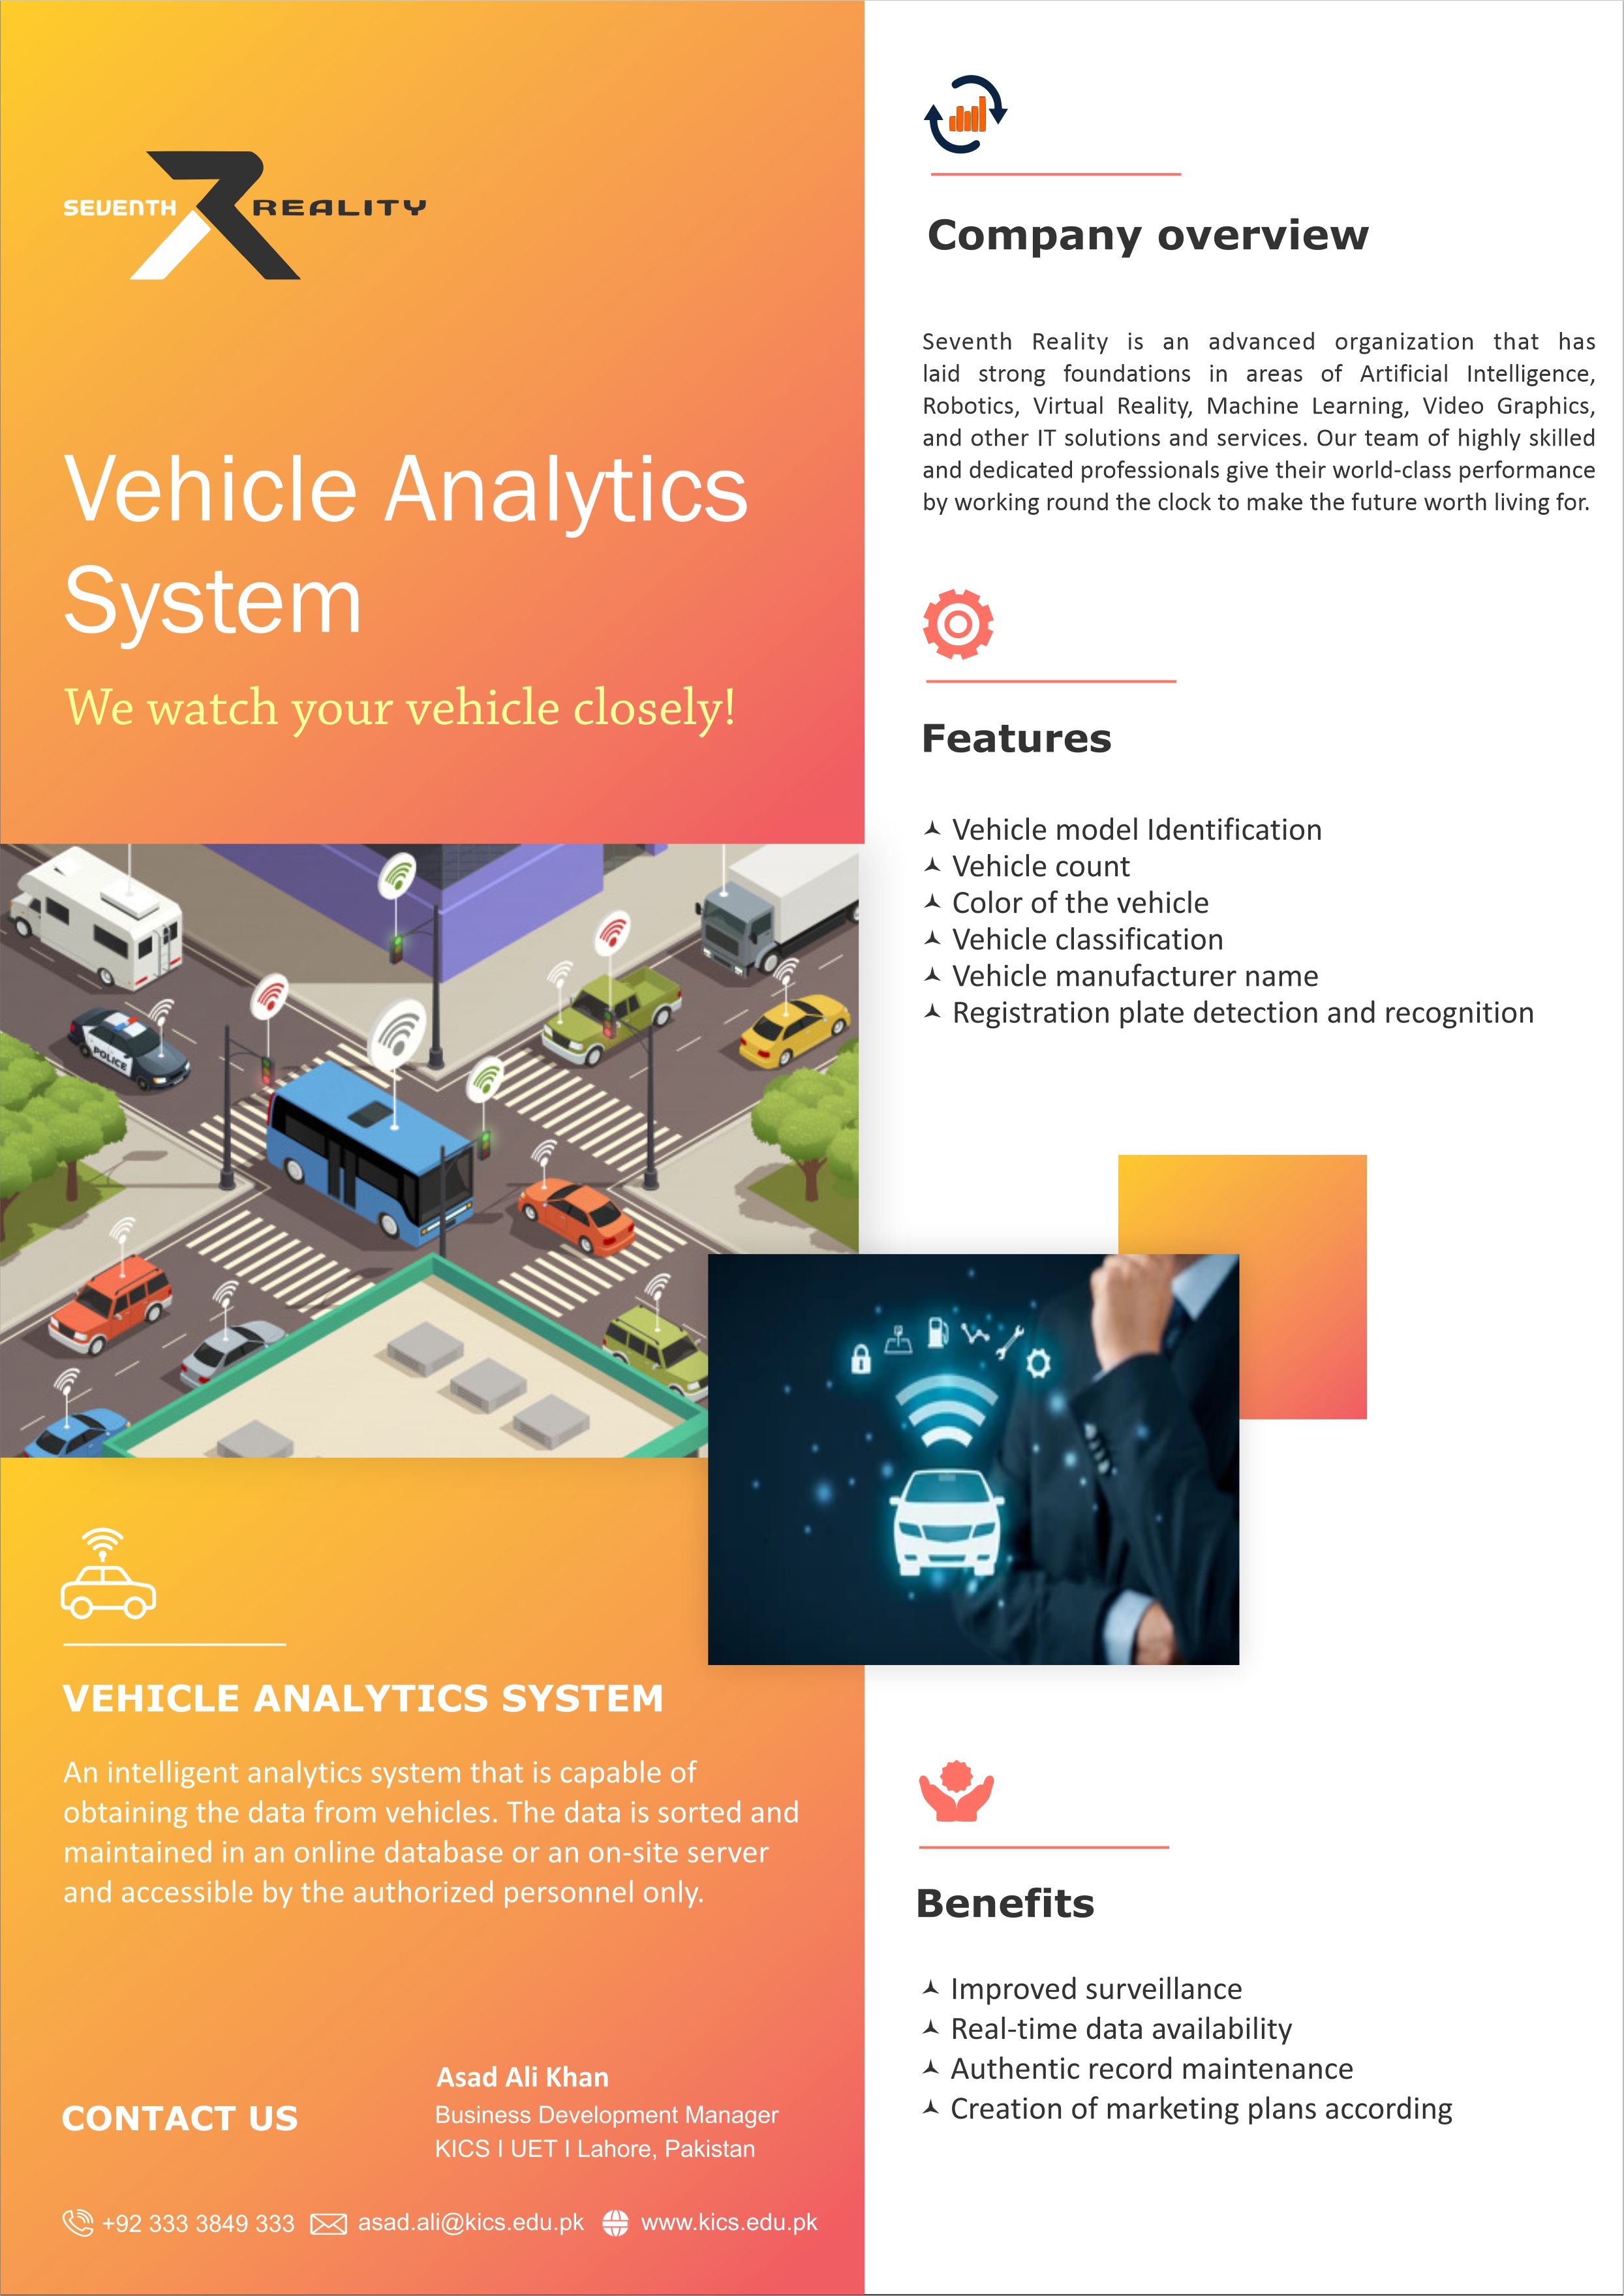 SEVENTH REALITY
Vehicle Analytics
System
We watch your vehicle closely!
POLICE
VEHICLE ANALYTICS SYSTEM
An intelligent analytics system that is capable of
obtaining the data from vehicles. The data is sorted and
maintained in an online database or an on-site server
and accessible by the authorized personnel only.
CONTACT US
Asad Ali Khan
Business Development Manager
KICS I UET I Lahore, Pakistan
+92 333 3849 333 asad.ali@kics.edu.pk www.kics.edu.pk
Company overview
Seventh Reality is an advanced organization that has
laid strong foundations in areas of Artificial Intelligence,
Robotics, Virtual Reality, Machine Learning, Video Graphics,
and other IT solutions and services. Our team of highly skilled
and dedicated professionals give their world-class performance
by working round the clock to make the future worth living for.
Features
Vehicle model Identification
Vehicle count
Color of the vehicle
Vehicle classification
Vehicle manufacturer name
Registration plate detection and recognition
Benefits
Improved surveillance
Real-time data availability
Authentic record maintenance
Creation of marketing plans according